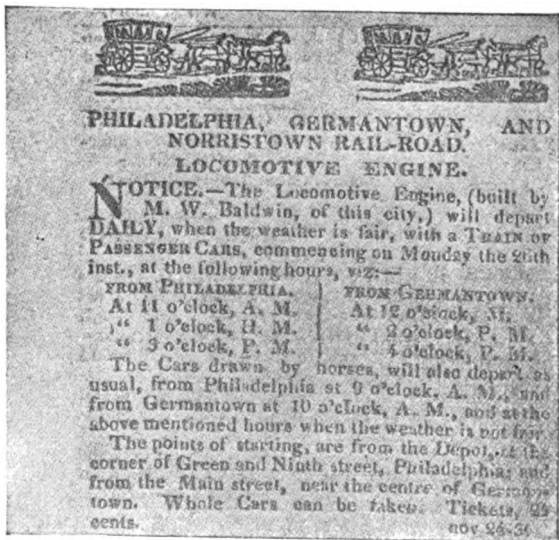 PHILADELPHIA, GERMANTOWN, AND
NORRISTOWN RAIL-ROAD.
LOCOMOTIVE ENGINE.
NOTICE.—The Locomotive Engine, (built by
M. W. Baldwin, of this city,) will depart
DAILY, when the weather is fair, with a TRAIN OF
PASSENGER CARS, commencing on Monday the 26th
inst., at the following hours, viz:—
FROM PHILADELPHIA.
At 11 o'clock, A. M.
" 1 o'clock, P. M.
" 3 o'clock, P. M.
FROM GERMANTOWN.
At 12 o'clock, M.
" 2 o'clock, P. M.
" 4 o'clock, P. M.
The Cars drawn by horses, will also depart as
usual, from Philadelphia at 9 o'clock, A. M., and
from Germantown at 10 o'clock, A. M., and at the
above mentioned hours when the weather is not fair.
The points of starting, are from the Depot, at the
corner of Green and Ninth street, Philadelphia; and
from the Main street, near the centre of Germantown
town. Whole Cars can be taken. Tickets, 25
cents.
nov 24-